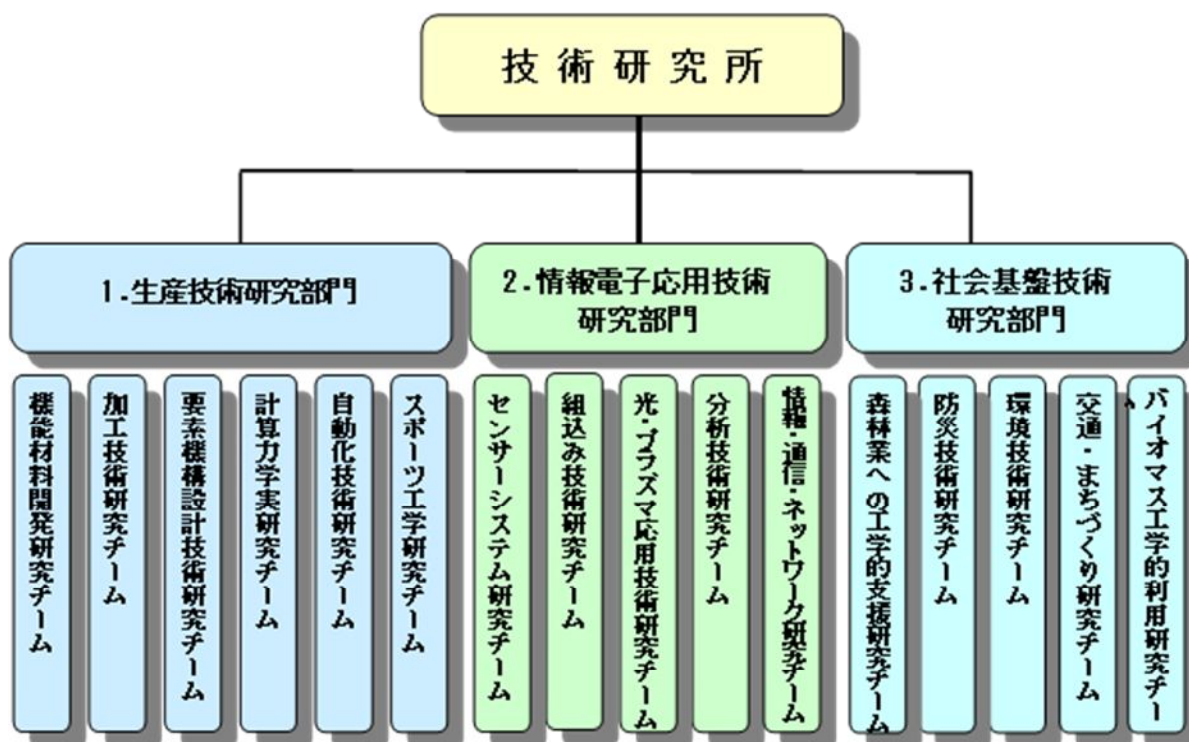 技術研究所
1.生産技術研究部門
2.情報電子応用技術
研究部門
3.社会基盤技術
研究部門
機能材料開発研究チーム
加工技術研究チーム
要素機構設計技術研究チーム
計算力学実研究チーム
自動化技術研究チーム
スポーツ工学研究チーム
センサーシステム研究チーム
組込み技術研究チーム
光・プラズマ応用技術研究チーム
分析技術研究チーム
情報・通信・ネットワーク研究チーム
森林業への工学的支援研究チーム
防災技術研究チーム
環境技術研究チーム
交通・まちづくり研究チーム
バイオマス工学的利用研究チー